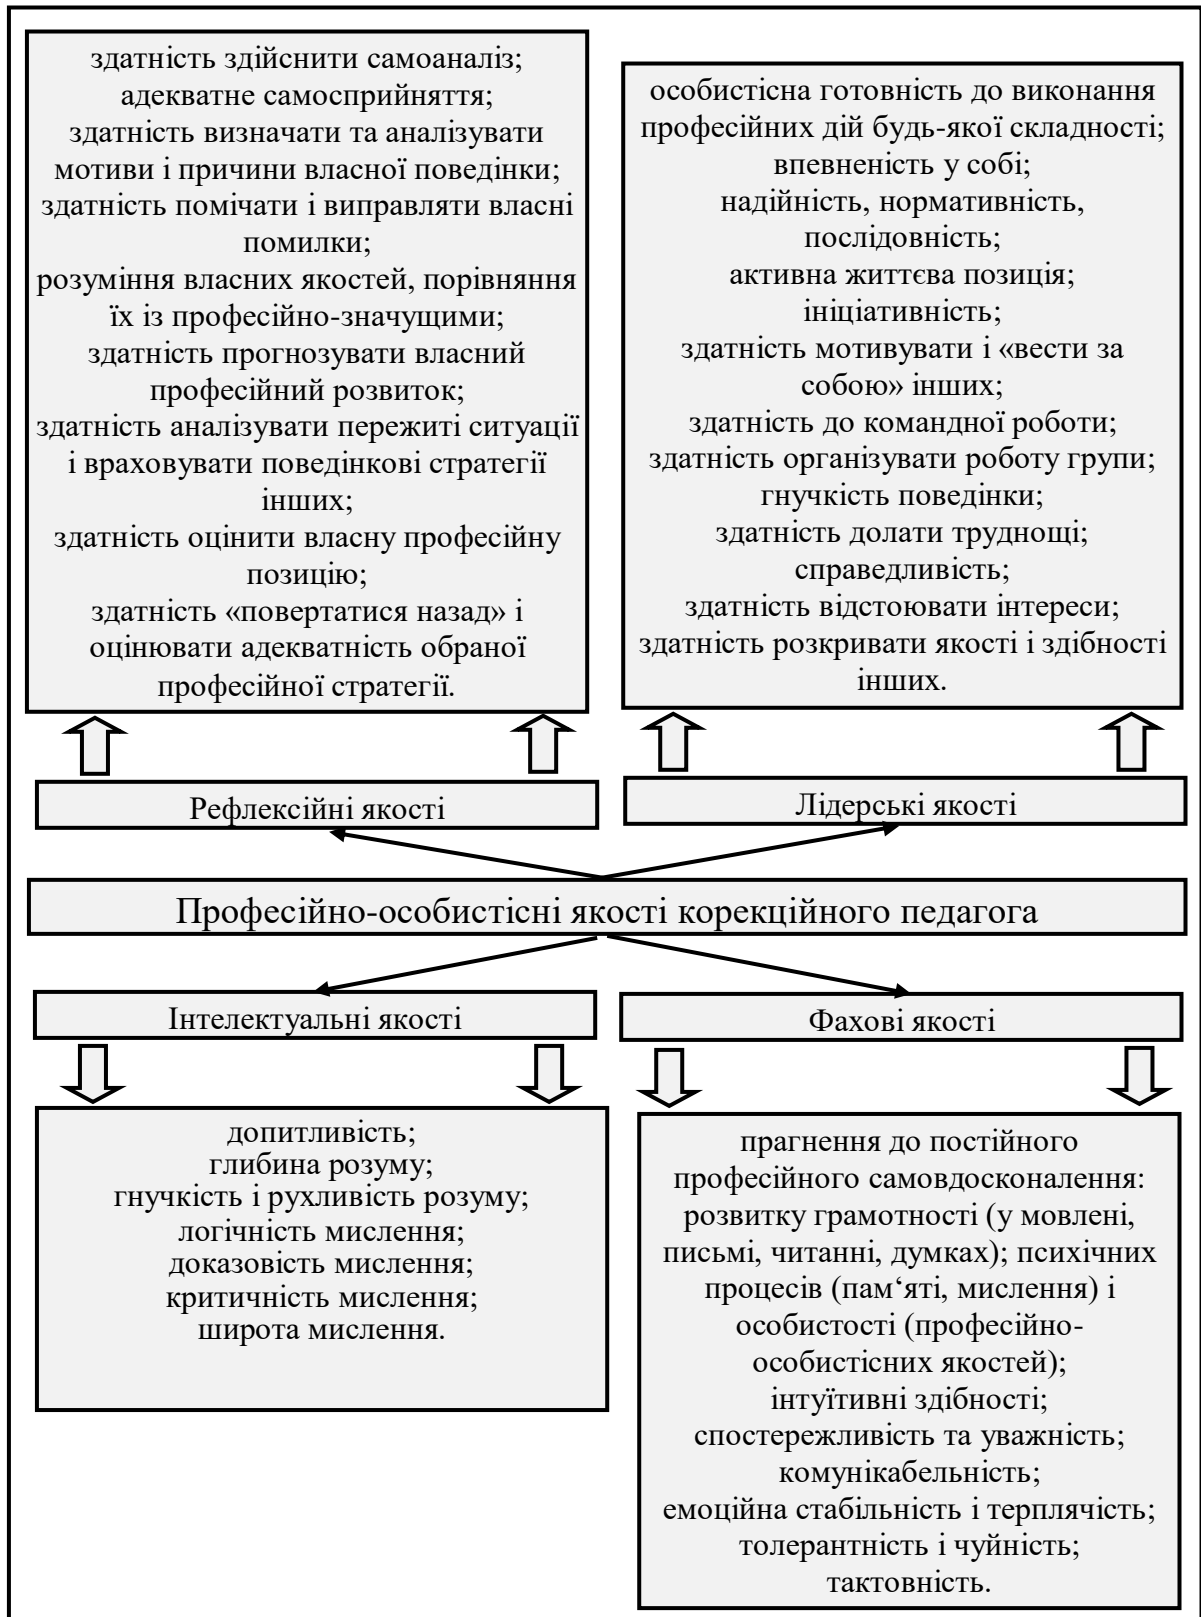 здатність здійснити самоаналіз;
адекватне самосприйняття;
здатність визначати та аналізувати
мотиви і причини власної поведінки;
здатність помічати і виправляти власні
помилки;
розуміння власних якостей, порівняння
їх із професійно-значущими;
здатність прогнозувати власний
професійний розвиток;
здатність аналізувати пережиті ситуації
і враховувати поведінкові стратегії
інших;
здатність оцінити власну професійну
позицію;
здатність «повертатися назад» і
оцінювати адекватність обраної
професійної стратегії.
особистісна готовність до виконання
професійних дій будь-якої складності;
впевненість у собі;
надійність, нормативність,
послідовність;
активна життєва позиція;
ініціативність;
здатність мотивувати і «вести за
собою» інших;
здатність до командної роботи;
здатність організувати роботу групи;
гнучкість поведінки;
здатність долати труднощі;
справедливість;
здатність відстоювати інтереси;
здатність розкривати якості і здібності
інших.
Рефлексійні якості
Лідерські якості
Професійно-особистісні якості корекційного педагога
Інтелектуальні якості
Фахові якості
допитливість;
глибина розуму;
гнучкість і рухливість розуму;
логічність мислення;
доказовість мислення;
критичність мислення;
широта мислення.
прагнення до постійного
професійного самовдосконалення:
розвитку грамотності (у мовлені,
письмі, читанні, думках); психічних
процесів (пам‘яті, мислення) і
особистості (професійно-
особистісних якостей);
інтуїтивні здібності;
спостережливість та уважність;
комунікабельність;
емоційна стабільність і терплячість;
толерантність і чуйність;
тактовність.